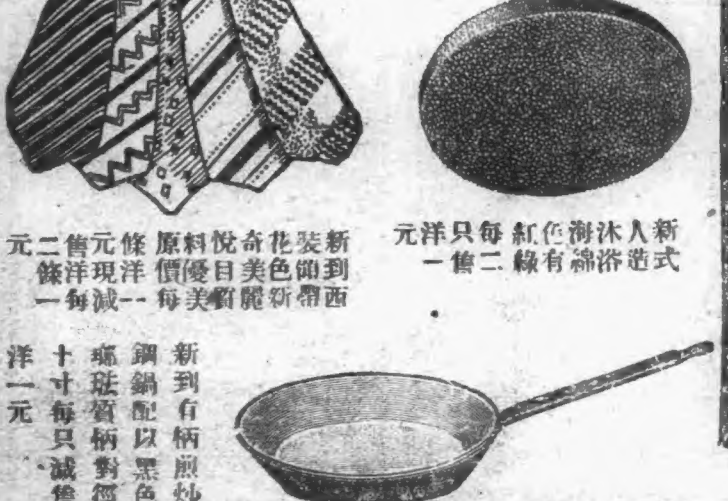 新式
人造
沐浴
海綿
色有
紅綠
每二
只售
洋一
元
新到西
裝飾帶
花色新
奇美麗
悅目質
料優美
原價每
條洋一
元現減
售洋每
二條一
元
新到有柄煎炒
鋼鍋配以黑色
瑯琺質柄對徑
十寸每只減售
洋一元